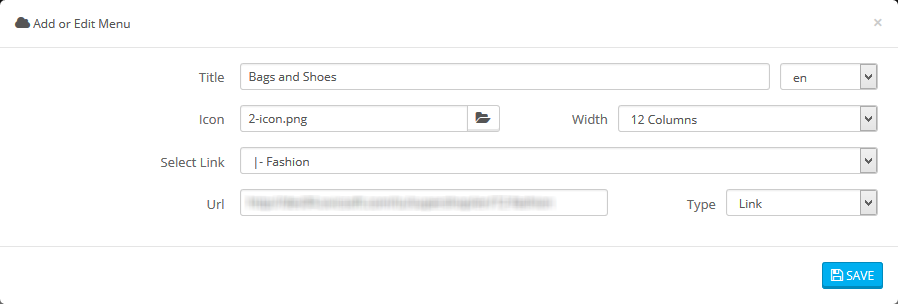 Add or Edit Menu ×
Title Bags and Shoes en
Icon 2-icon.png Width 12 Columns
Select Link |- Fashion
Url Type Link
SAVE